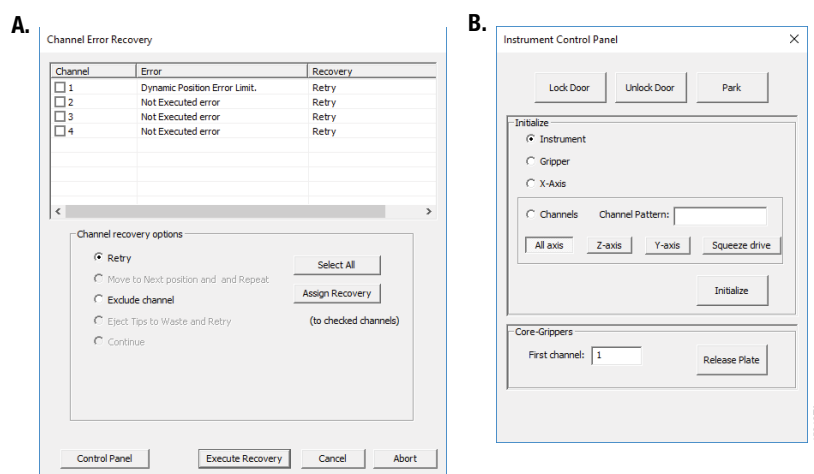 A.
Channel Error Recovery
Channel Error Recovery
1 Dynamic Position Error Limit. Retry
2 Not Executed error Retry
3 Not Executed error Retry
4 Not Executed error Retry
Channel recovery options
Retry
Move to Next position and and Repeat
Exclude channel
Eject Tips to Waste and Retry
Continue
Select All
Assign Recovery
(to checked channels)
Control Panel Execute Recovery Cancel Abort
B.
Instrument Control Panel
Lock Door Unlock Door Park
Initialize
Instrument
Gripper
X-Axis
Channels Channel Pattern:
All axis Z-axis Y-axis Squeeze drive
Initialize
Core-Grippers
First channel: 1 Release Plate